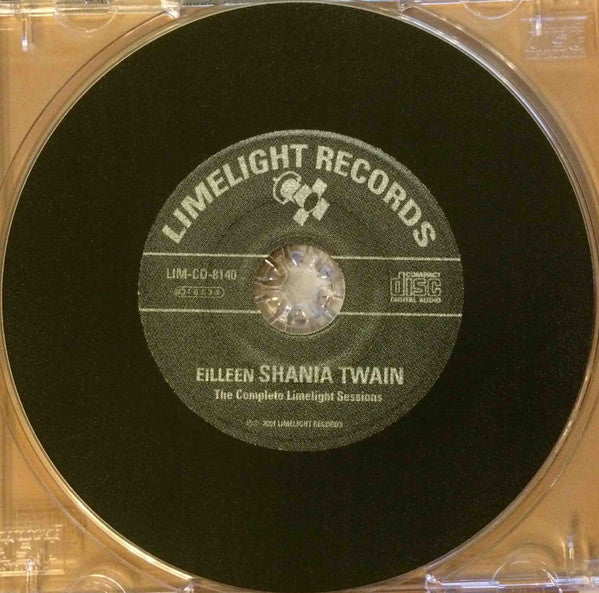 LIMELIGHT RECORDS
LIM-CD-8140
COMPACT
disc
DIGITAL AUDIO
EILLEEN SHANIA TWAIN
The Complete Limelight Sessions
2001 LIMELIGHT RECORDS